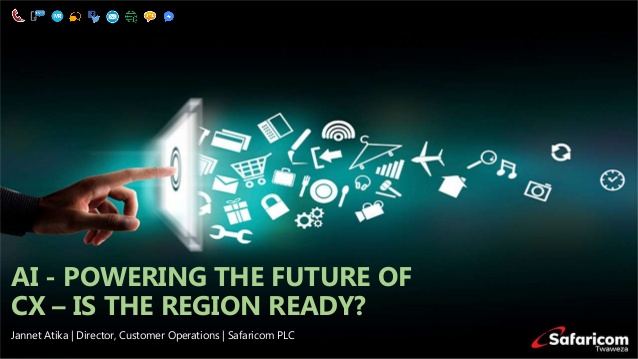 AI - POWERING THE FUTURE OF
CX – IS THE REGION READY?
Jannet Atika | Director, Customer Operations | Safaricom PLC
Safaricom
Twaweza